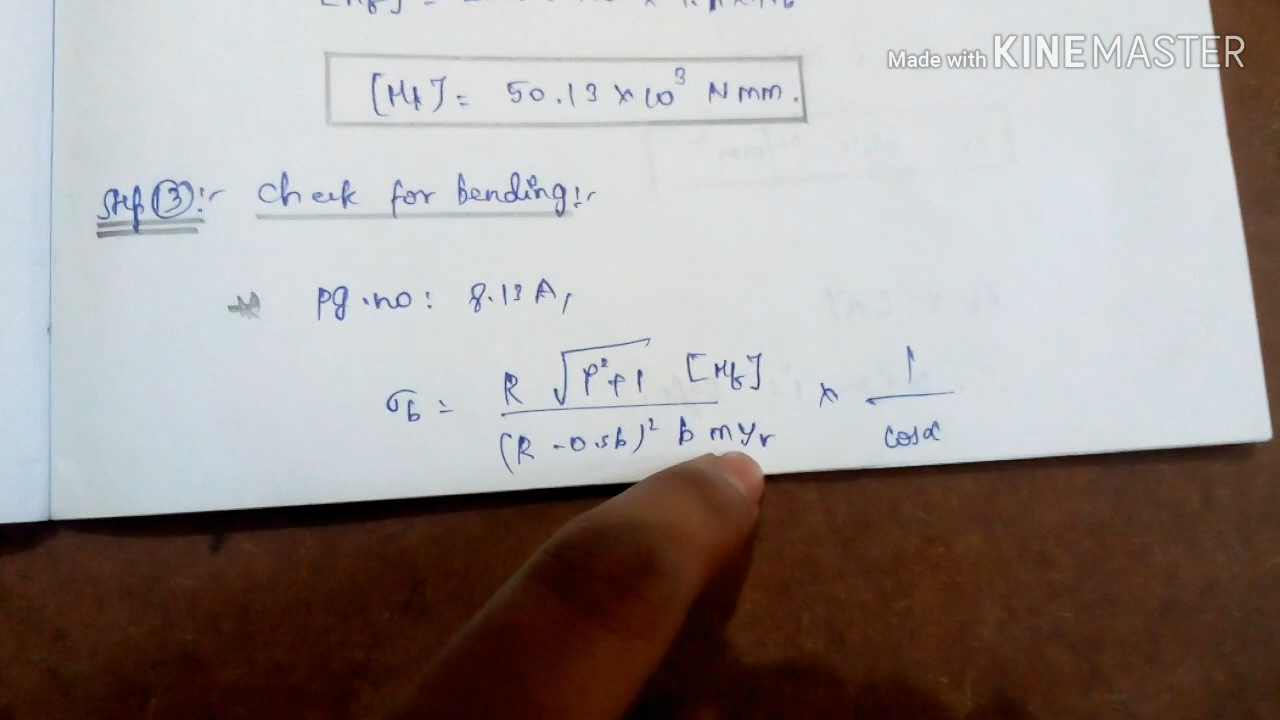 Made with KINEMASTER
[Mt] = 50.13 × 10³ N mm.
Step ③:- Check for bending:-
→ pg.no: 8.13A,
σb = R √i²+1 [Mt] / (R - 0.5b)² b m yv × 1 / cosα